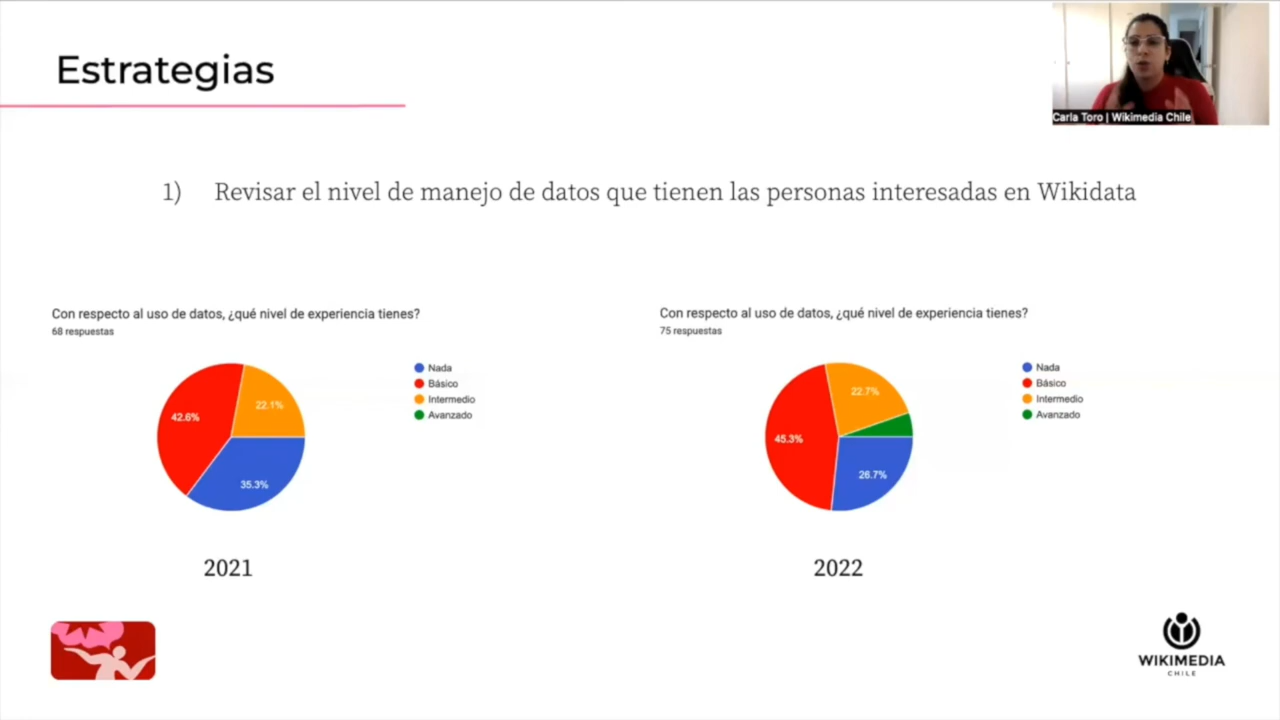 Estrategias
Carla Toro | Wikimedia Chile
1) Revisar el nivel de manejo de datos que tienen las personas interesadas en Wikidata
Con respecto al uso de datos, ¿qué nivel de experiencia tienes?
68 respuestas
42.6%
22.1%
35.3%
Nada
Básico
Intermedio
Avanzado
2021
Con respecto al uso de datos, ¿qué nivel de experiencia tienes?
75 respuestas
22.7%
45.3%
26.7%
Nada
Básico
Intermedio
Avanzado
2022
WIKIMEDIA
CHILE